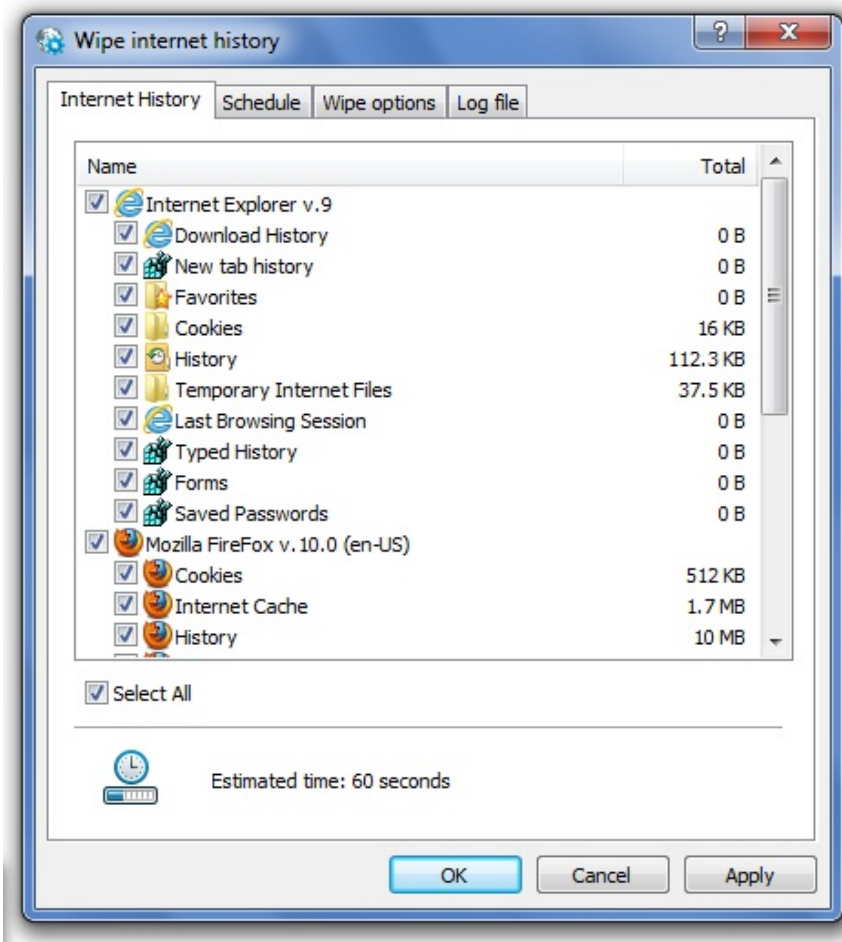 Wipe internet history
Internet History Schedule Wipe options Log file
Name Total
Internet Explorer v.9
Download History 0 B
New tab history 0 B
Favorites 0 B
Cookies 16 KB
History 112.3 KB
Temporary Internet Files 37.5 KB
Last Browsing Session 0 B
Typed History 0 B
Forms 0 B
Saved Passwords 0 B
Mozilla FireFox v.10.0 (en-US)
Cookies 512 KB
Internet Cache 1.7 MB
History 10 MB
Select All
Estimated time: 60 seconds
OK Cancel Apply